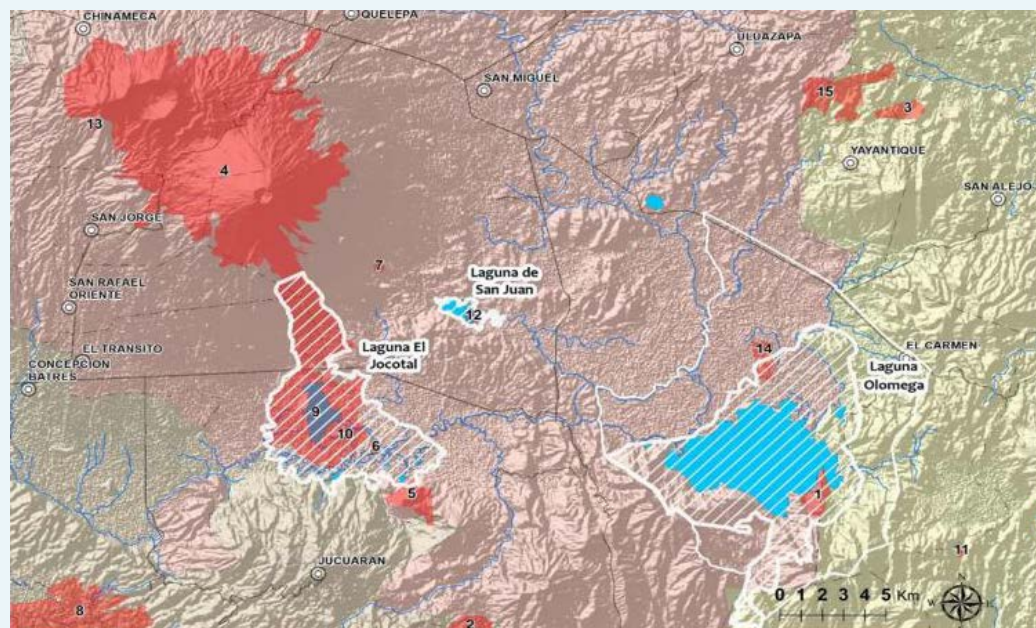 CHINAMECA
QUELEPA
ULUAZAPA
SAN MIGUEL
15
3
13
YAYANTIQUE
4
SAN ALEJO
SAN JORGE
7
Laguna de
San Juan
SAN RAFAEL
ORIENTE
12
Laguna El
Jocotal
EL TRANSITO
CONCEPCION
BATRES
14
EL CARMEN
Laguna
Olomega
9
10
6
5
1
JUCUARAN
11
8
2
0 1 2 3 4 5 Km
N
W
E
S